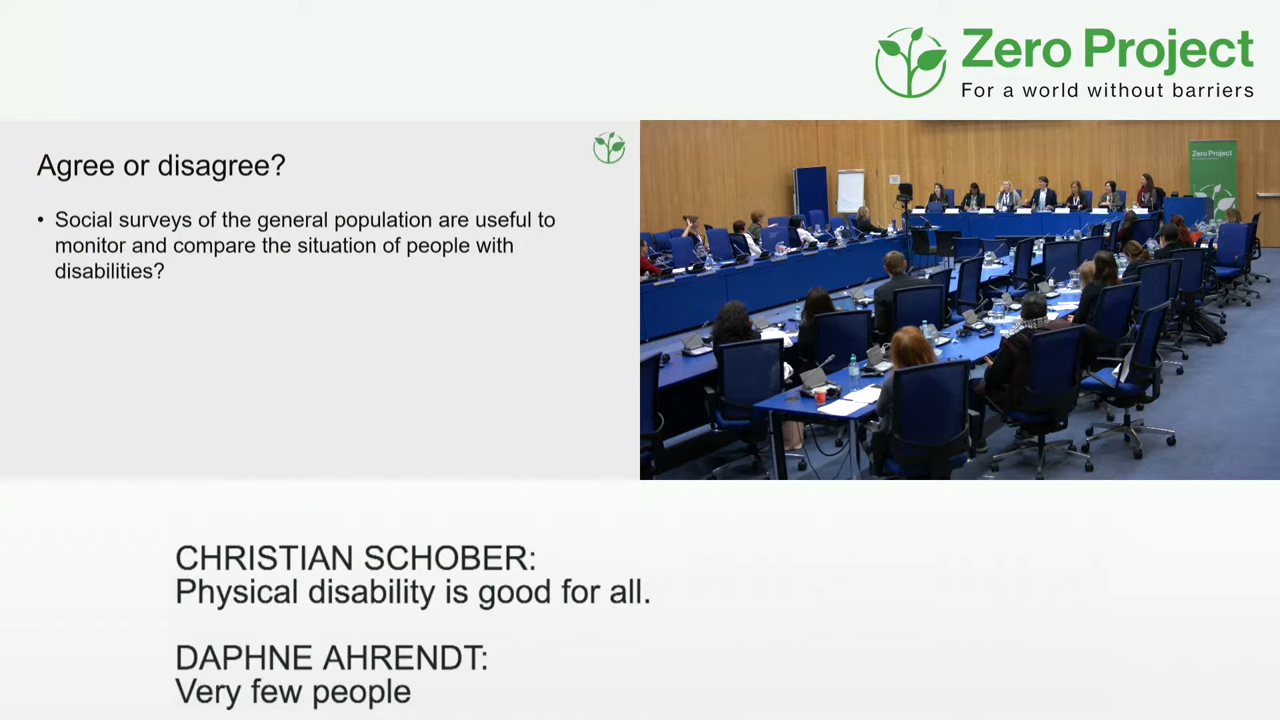 Zero Project
For a world without barriers
Agree or disagree?
• Social surveys of the general population are useful to
monitor and compare the situation of people with
disabilities?
Zero Project
CHRISTIAN SCHOBER:
Physical disability is good for all.
DAPHNE AHRENDT:
Very few people